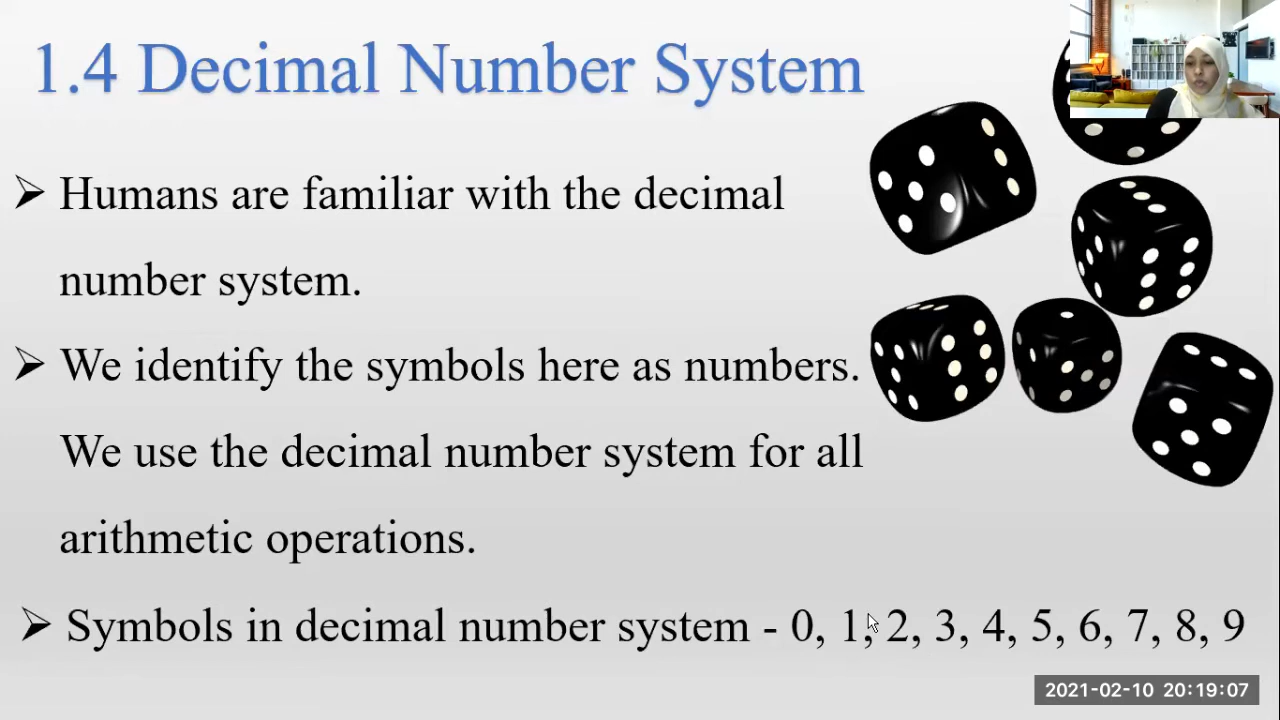 1.4 Decimal Number System
➢ Humans are familiar with the decimal
number system.
➢ We identify the symbols here as numbers.
We use the decimal number system for all
arithmetic operations.
➢ Symbols in decimal number system - 0, 1, 2, 3, 4, 5, 6, 7, 8, 9
2021-02-10 20:19:07